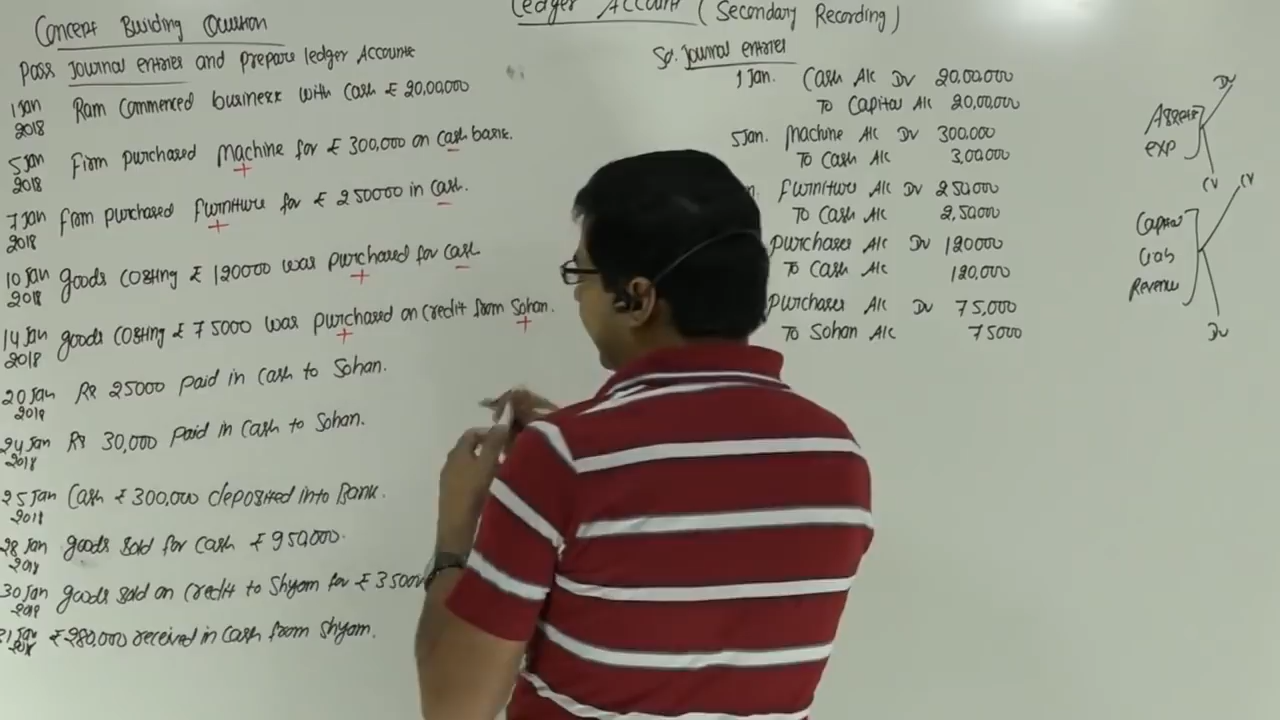 Concept Building Question
Pass Journal entries and prepare ledger Accounts
1 Jan 2018 Ram Commenced business with Cash ₹ 20,00,000
5 Jan 2018 Firm purchased Machine for ₹ 300,000 on cash basis.
7 Jan 2018 Firm purchased Furniture for ₹ 250000 in cash.
10 Jan 2018 goods costing ₹ 120000 was purchased for cash
14 Jan 2018 goods costing ₹ 75000 was purchased on credit from Sohan.
20 Jan 2018 Rs 25000 paid in cash to Sohan.
24 Jan 2018 Rs 30,000 paid in cash to Sohan.
25 Jan 2018 Cash ₹ 300,000 deposited into Bank.
28 Jan 2018 goods sold for cash ₹ 950,000.
30 Jan 2018 goods sold on credit to Shyam for ₹
31 Jan ₹ 280,000 received in cash from Shyam.
Ledger Account (Secondary Recording)
So. Journal entries
1 Jan. Cash A/c Dr 20,00,000
To Capital A/c 20,00,000
5 Jan. Machine A/c Dr 300,000
To Cash A/c 3,00,000
Furniture A/c Dr 250,000
To Cash A/c 2,50,000
Purchases A/c Dr 120000
To Cash A/c 120,000
Purchases A/c Dr 75,000
To Sohan A/c 75000
Dr
Assets
Exp
Cr
Cr
Capital
Liab
Revenue
Dr